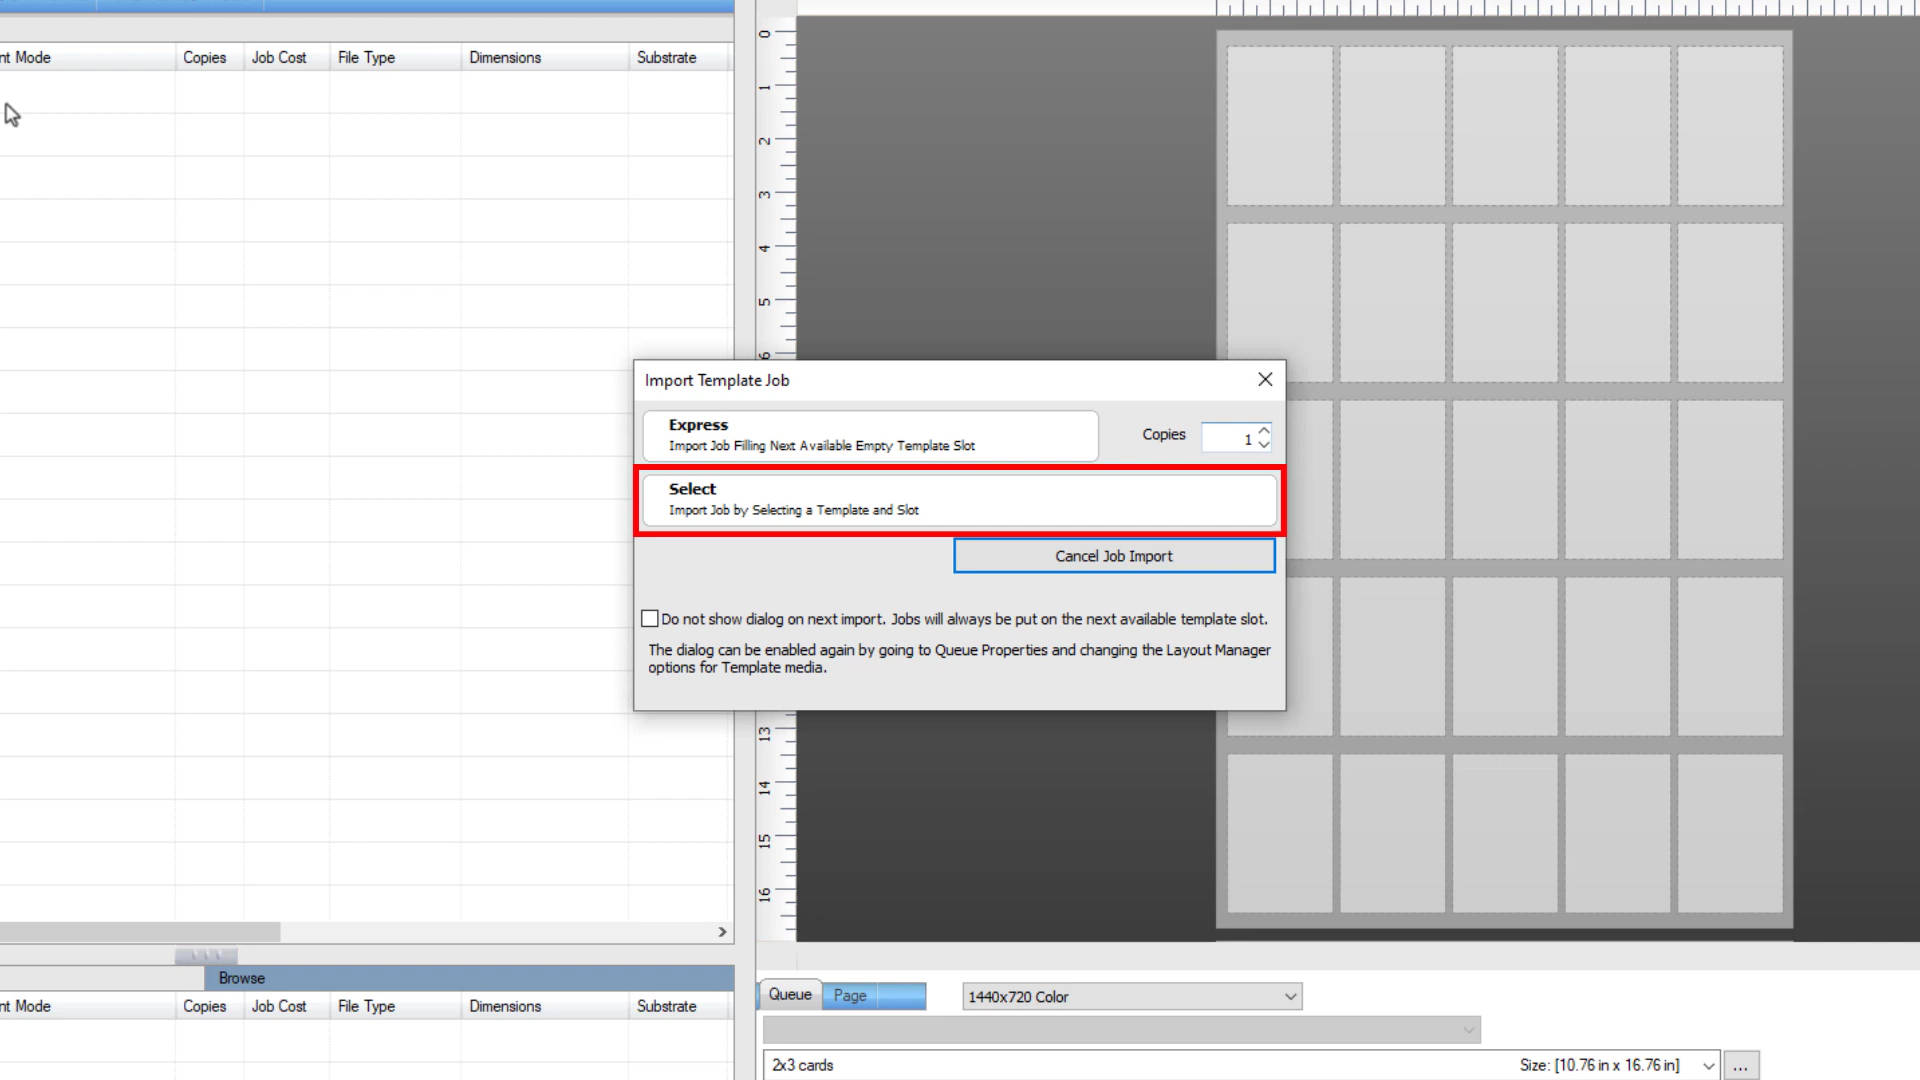 nt Mode
Copies
Job Cost
File Type
Dimensions
Substrate
0
1
2
3
4
5
6
Import Template Job
Express
Import Job Filling Next Available Empty Template Slot
Copies
1
Select
Import Job by Selecting a Template and Slot
Cancel Job Import
Do not show dialog on next import. Jobs will always be put on the next available template slot.
The dialog can be enabled again by going to Queue Properties and changing the Layout Manager
options for Template media.
13
14
15
16
Browse
nt Mode
Copies
Job Cost
File Type
Dimensions
Substrate
Queue
Page
1440x720 Color
2x3 cards
Size: [10.76 in x 16.76 in]
...